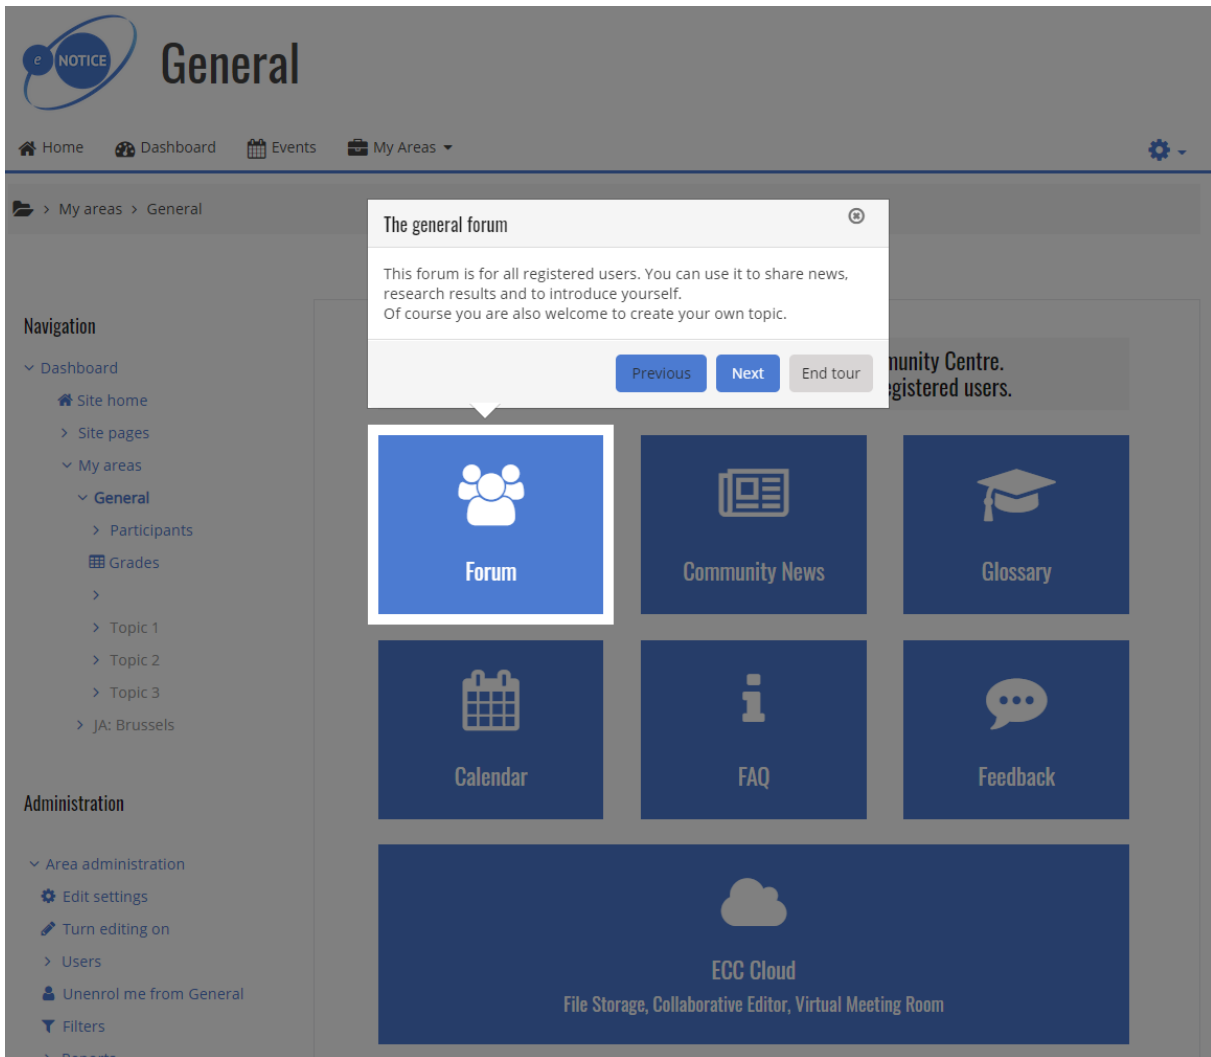 e NOTICE
General
Home Dashboard Events My Areas
> My areas > General
The general forum
This forum is for all registered users. You can use it to share news,
research results and to introduce yourself.
Of course you are also welcome to create your own topic.
Previous Next End tour
Centre.
registered users.
Navigation
Dashboard
Site home
Site pages
My areas
General
Participants
Grades
Topic 1
Topic 2
Topic 3
JA: Brussels
Administration
Area administration
Edit settings
Turn editing on
Users
Unenrol me from General
Filters
Reports
Forum
Community News
Glossary
Calendar
FAQ
Feedback
ECC Cloud
File Storage, Collaborative Editor, Virtual Meeting Room